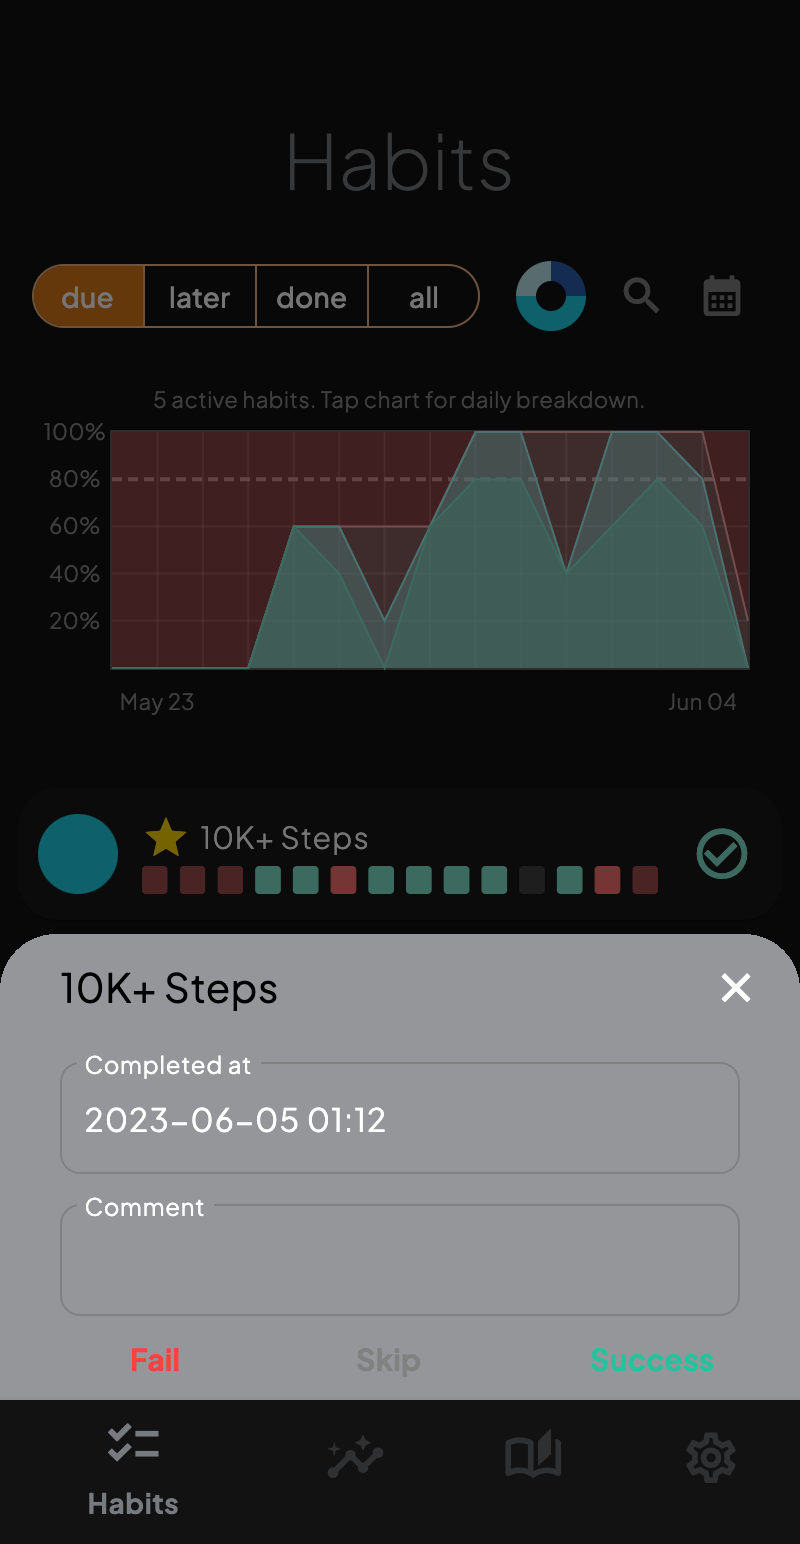 Habits
due later done all
5 active habits. Tap chart for daily breakdown.
100%
80%
60%
40%
20%
May 23 Jun 04
10K+ Steps
10K+ Steps
Completed at
2023-06-05 01:12
Comment
Fail Skip Success
Habits